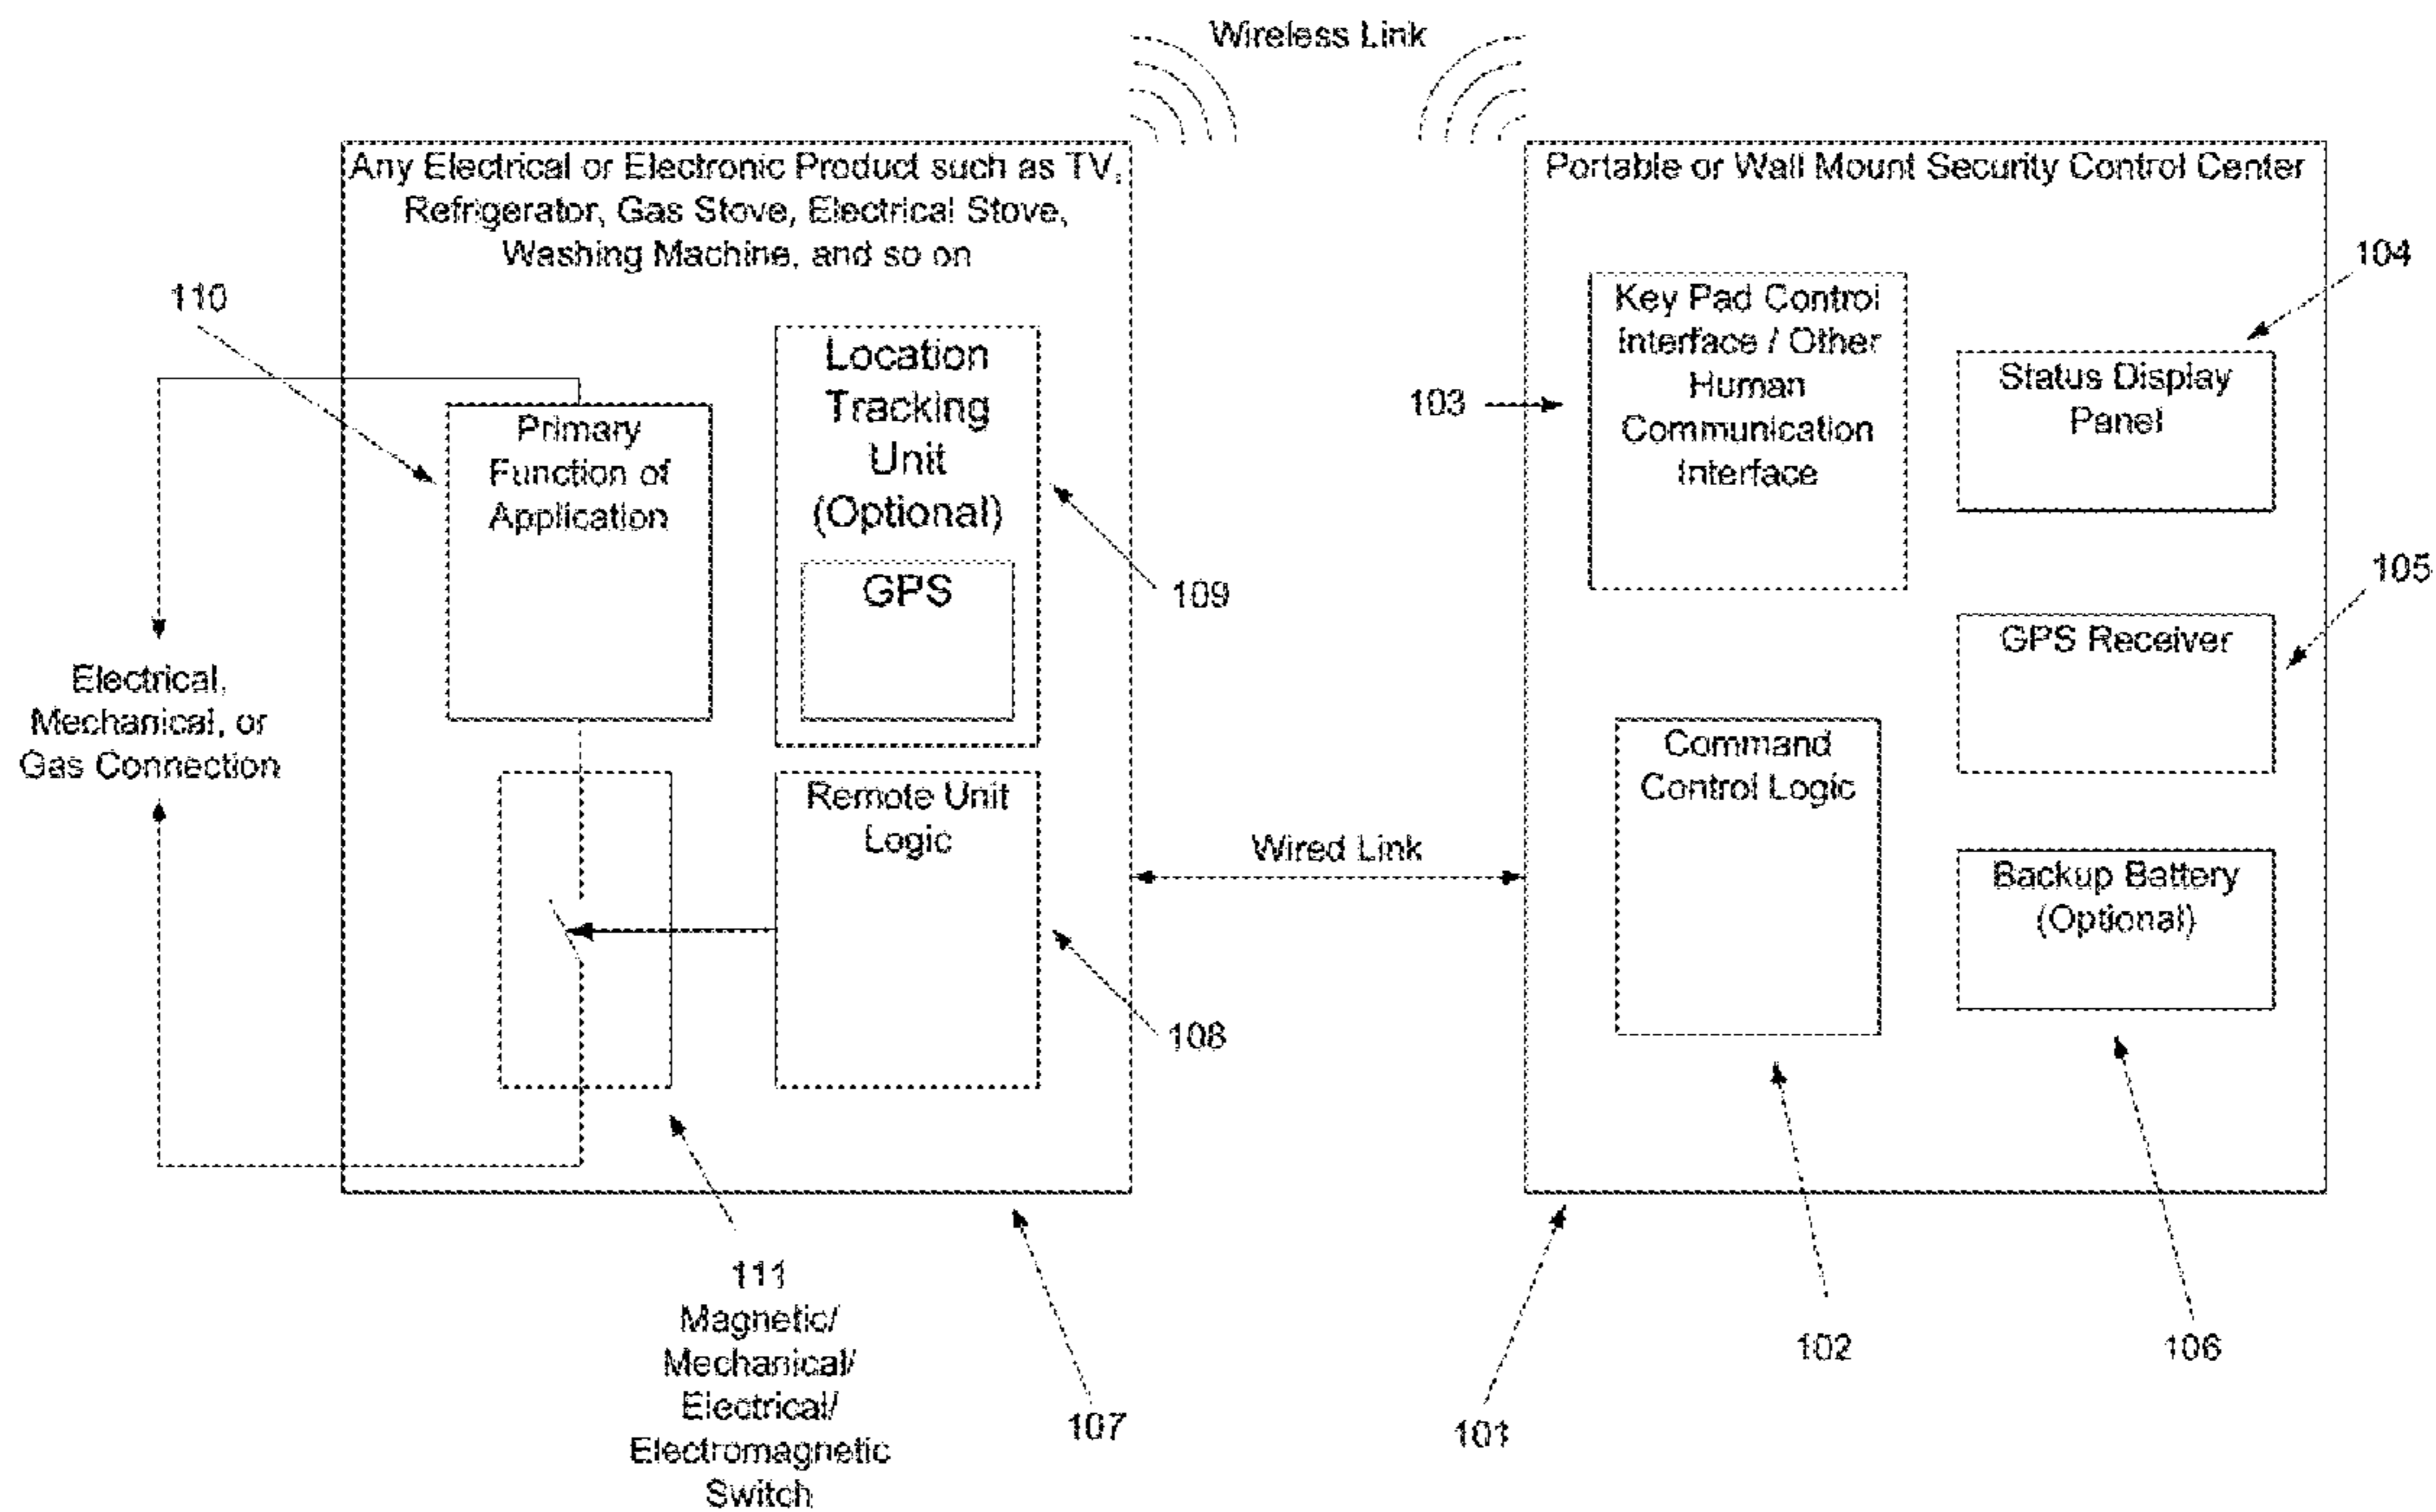 Wireless Link
Any Electrical or Electronic Product such as TV,
Refrigerator, Gas Stove, Electrical Stove,
Washing Machine, and so on
110
Primary
Function of
Application
Location
Tracking
Unit
(Optional)
GPS
109
Electrical,
Mechanical, or
Gas Connection
Remote Unit
Logic
108
111
Magnetic/
Mechanical/
Electrical/
Electromagnetic
Switch
107
Wired Link
Portable or Wall Mount Security Control Center
Key Pad Control
Interface / Other
Human
Communication
Interface
103
104
Status Display
Panel
105
GPS Receiver
Command
Control Logic
Backup Battery
(Optional)
101
102
106